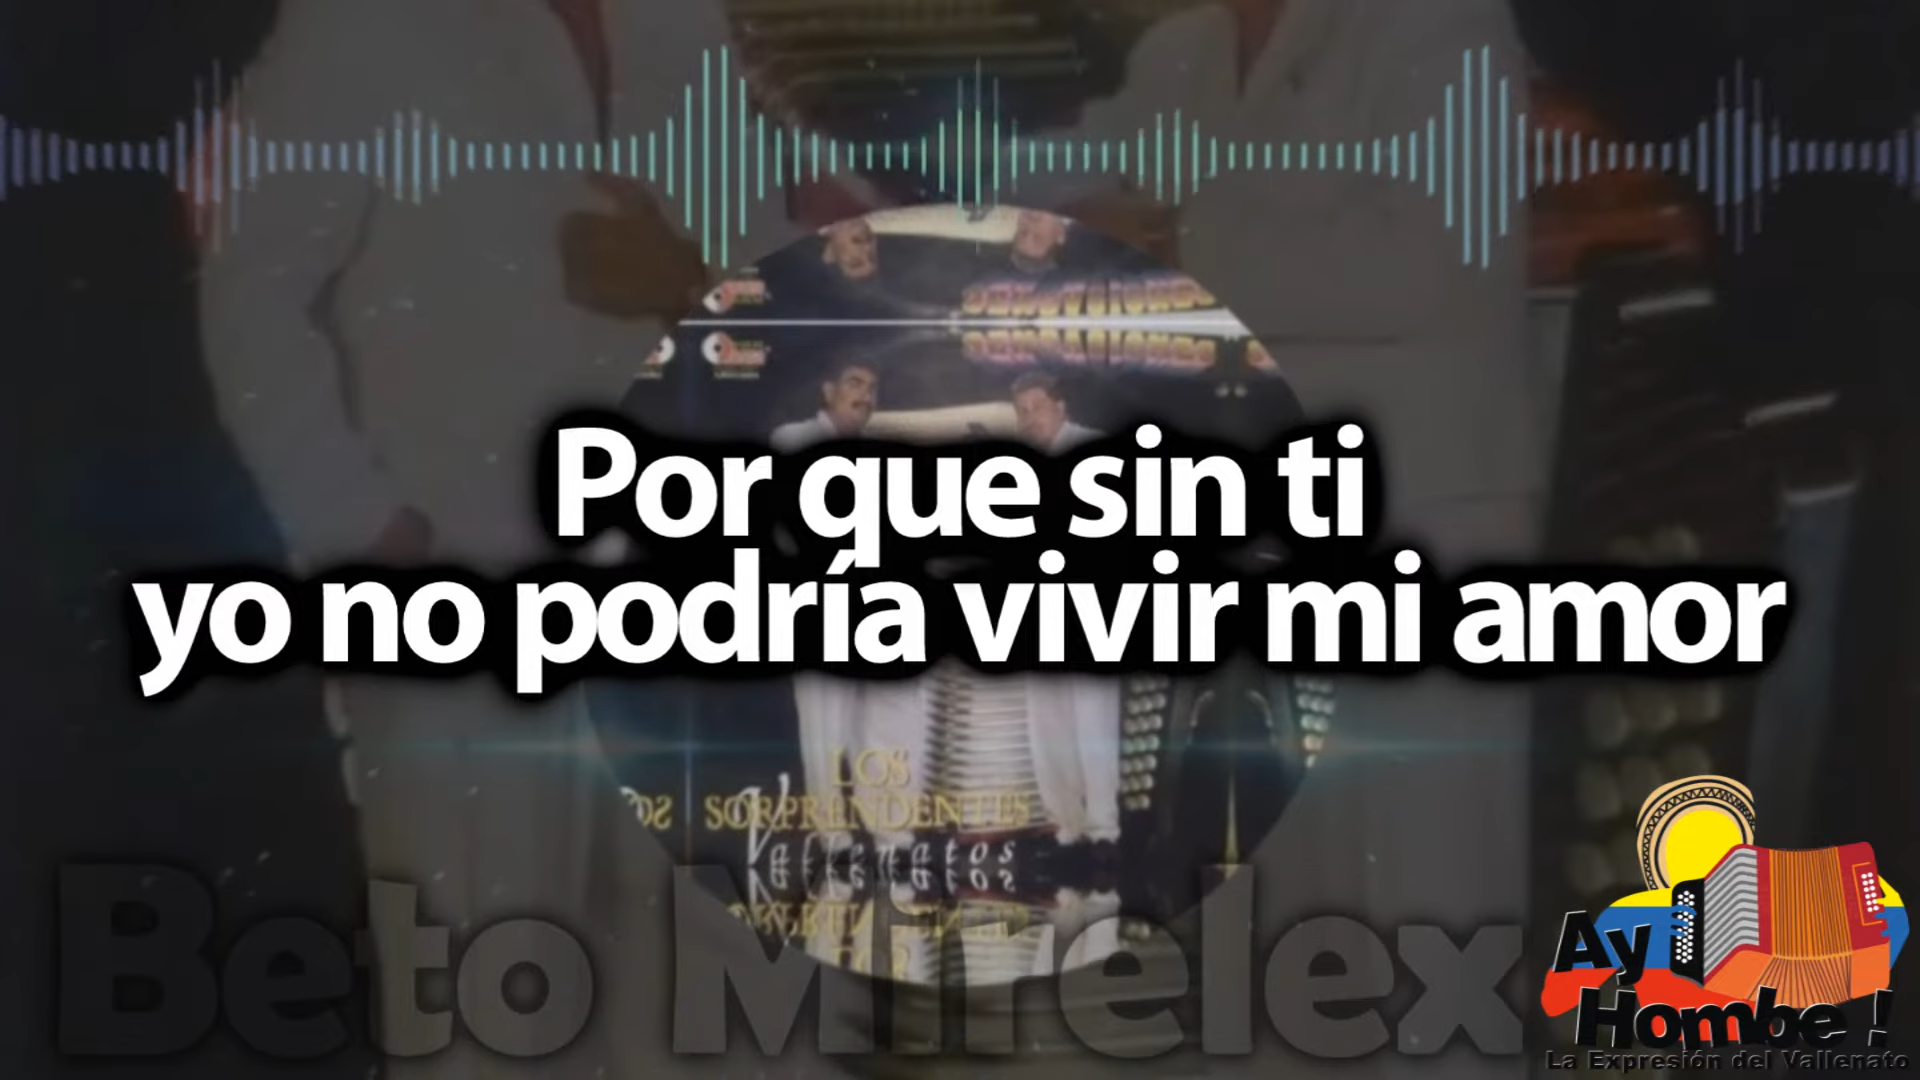 Por que sin ti
yo no podría vivir mi amor
LOS
SORPRENDENTES
Vallenatos
Beto Mirelex
Ay
Hombe !
La Expresión del Vallenato